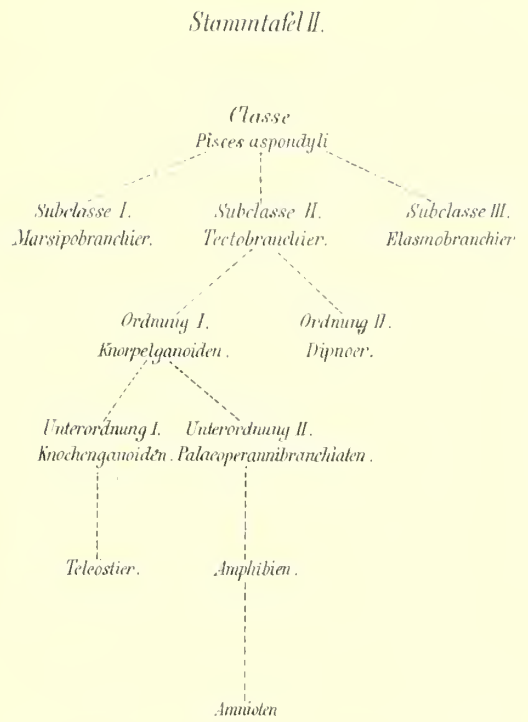 Stammtafel II.
Classe
Pisces aspondyli
Subclasse I. Subclasse II. Subclasse III.
Marsipobranchier. Tectobranchier. Elasmobranchier
Ordnung I. Ordnung II.
Knorpelganoiden. Dipnoer.
Unterordnung I. Unterordnung II.
Knochenganoiden. Palaeoperannibranchiaten.
Teleostier. Amphibien.
Amnioten